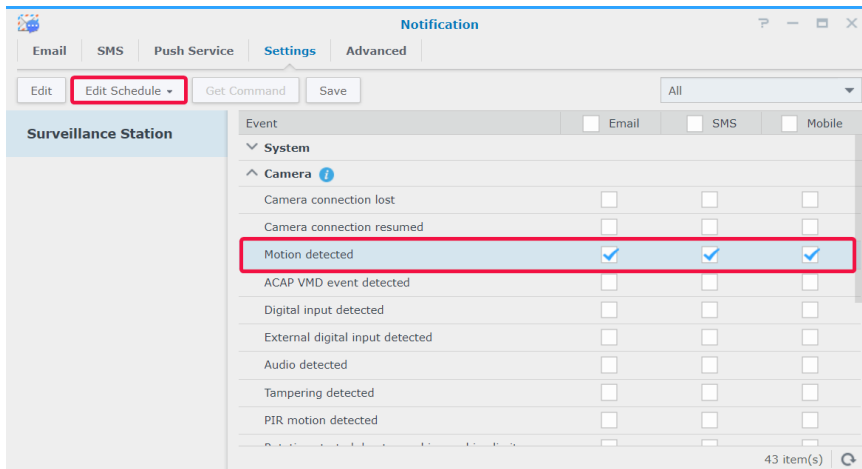 Notification
Email SMS Push Service Settings Advanced
Edit Edit Schedule Get Command Save All
Surveillance Station
Event Email SMS Mobile
System
Camera
Camera connection lost
Camera connection resumed
Motion detected
ACAP VMD event detected
Digital input detected
External digital input detected
Audio detected
Tampering detected
PIR motion detected
43 item(s)